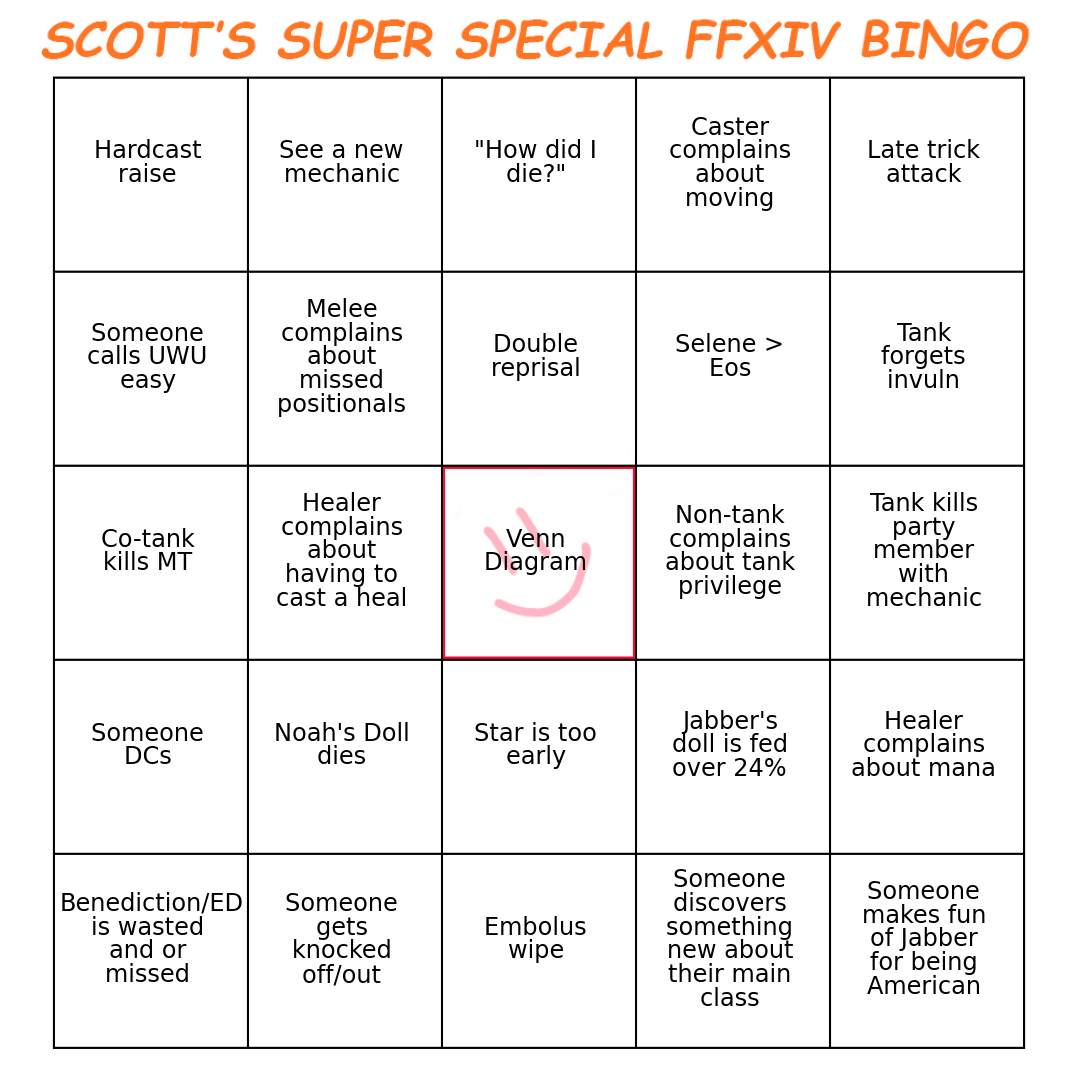 SCOTT'S SUPER SPECIAL FFXIV BINGO
Hardcast
raise
See a new
mechanic
"How did I
die?"
Caster
complains
about
moving
Late trick
attack
Someone
calls UWU
easy
Melee
complains
about
missed
positionals
Double
reprisal
Selene >
Eos
Tank
forgets
invuln
Co-tank
kills MT
Healer
complains
about
having to
cast a heal
Venn
Diagram
Non-tank
complains
about tank
privilege
Tank kills
party
member
with
mechanic
Someone
DCs
Noah's Doll
dies
Star is too
early
Jabber's
doll is fed
over 24%
Healer
complains
about mana
Benediction/ED
is wasted
and or
missed
Someone
gets
knocked
off/out
Embolus
wipe
Someone
discovers
something
new about
their main
class
Someone
makes fun
of Jabber
for being
American